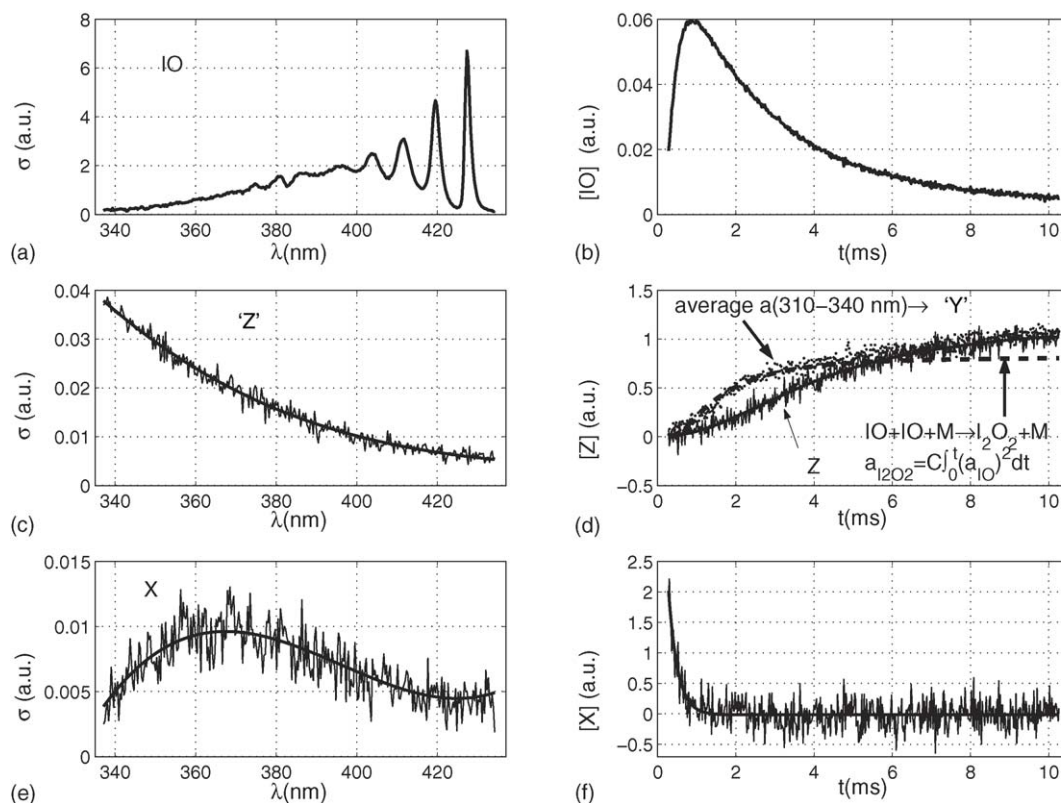 8
6
4
2
0
σ (a.u.)
IO
340 360 380 400 420
λ(nm)
(a)
0.06
0.04
0.02
0
[IO] (a.u.)
0 2 4 6 8 10
t(ms)
(b)
0.04
0.03
0.02
0.01
0
σ (a.u.)
‘Z’
340 360 380 400 420
λ(nm)
(c)
1.5
1
0.5
0
−0.5
[Z] (a.u.)
average a(310–340 nm)→ ‘Y’
IO+IO+M→I₂O₂+M
a_I2O2=C∫₀ᵗ(a_IO)²dt
Z
0 2 4 6 8 10
t(ms)
(d)
0.015
0.01
0.005
0
σ (a.u.)
X
340 360 380 400 420
λ(nm)
(e)
2.5
2
1.5
1
0.5
0
−0.5
[X] (a.u.)
0 2 4 6 8 10
t(ms)
(f)